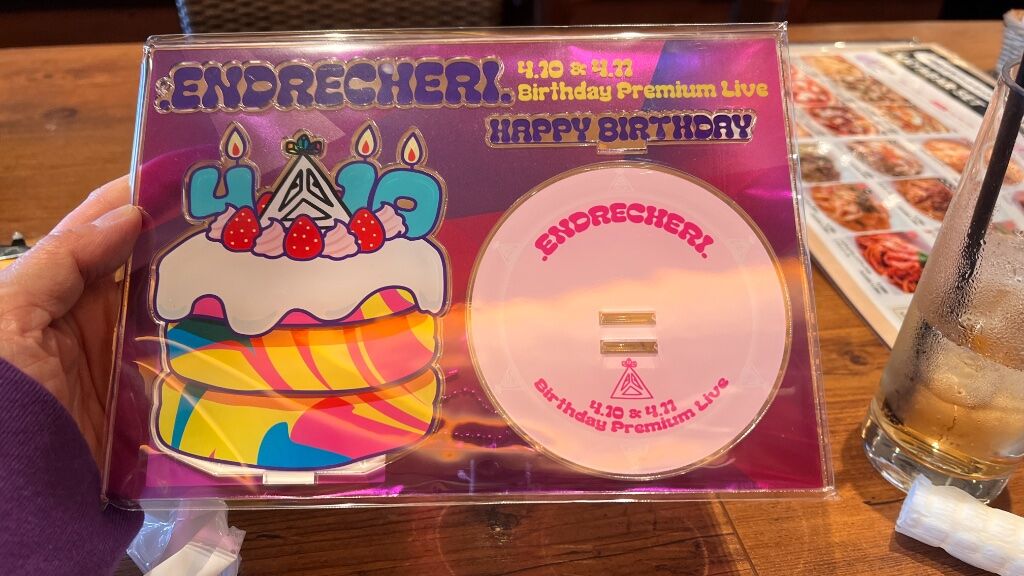 .ENDRECHERI.
4.10 & 4.11
Birthday Premium Live
HAPPY BIRTHDAY
4 10
.ENDRECHERI.
4.10 & 4.11
Birthday Premium Live